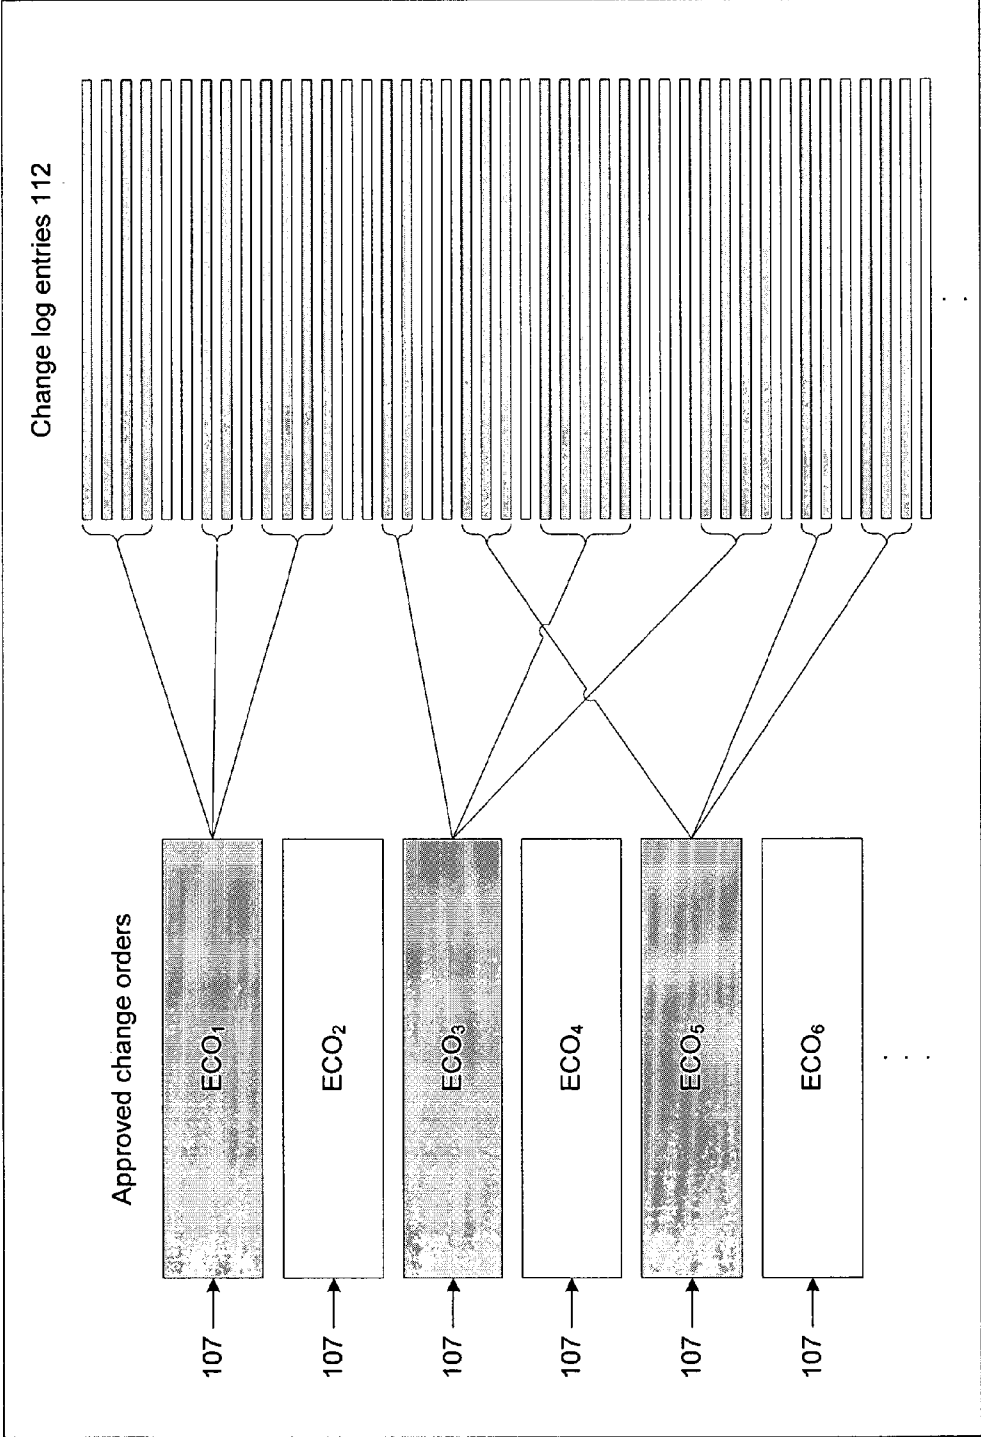 Approved change orders
Change log entries 112
107
ECO1
107
ECO2
107
ECO3
107
ECO4
107
ECO5
107
ECO6
. . .
. .